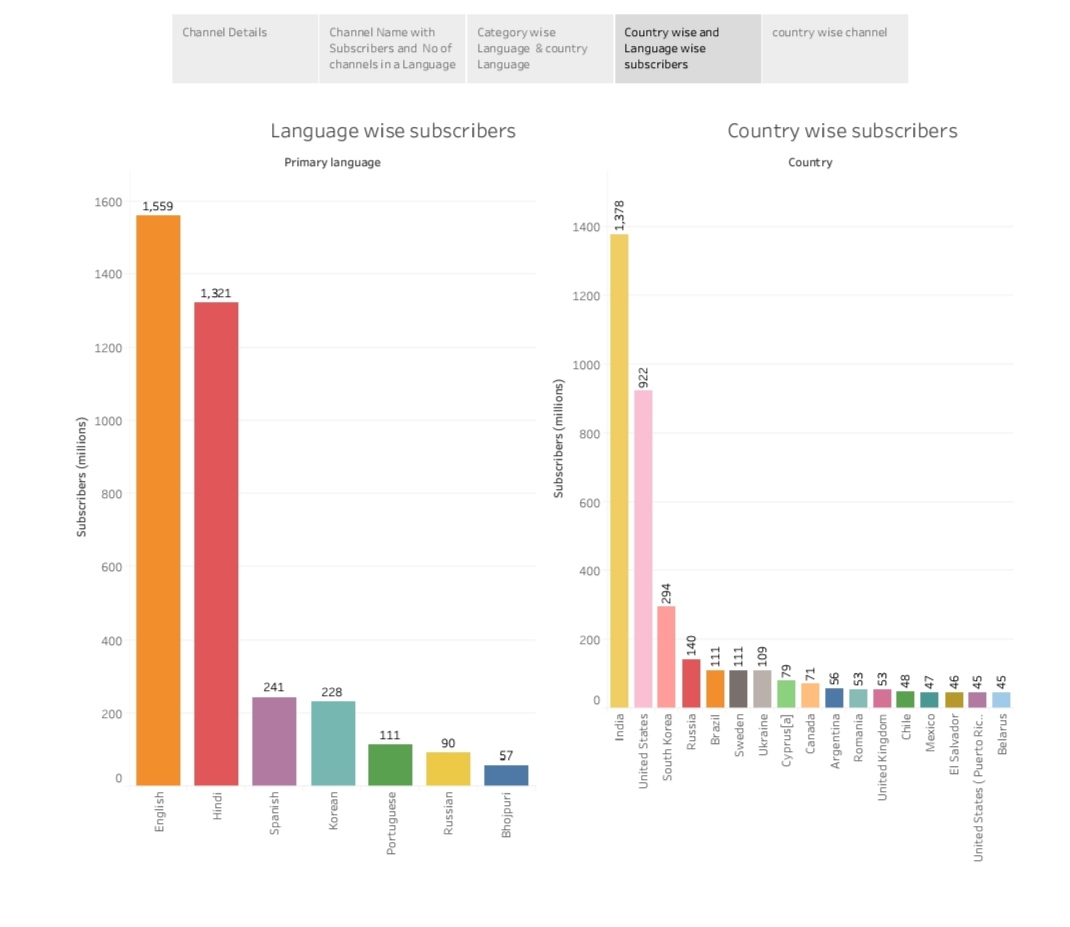 Channel Details
Channel Name with
Subscribers and No of
channels in a Language
Category wise
Language & country
Language
Country wise and
Language wise
subscribers
country wise channel
Language wise subscribers
Primary language
Subscribers (millions)
1600
1400
1200
1000
800
600
400
200
0
1,559
1,321
241
228
111
90
57
English
Hindi
Spanish
Korean
Portuguese
Russian
Bhojpuri
Country wise subscribers
Country
Subscribers (millions)
1400
1200
1000
800
600
400
200
0
1,378
922
294
140
111
111
109
79
71
56
53
53
48
47
46
45
45
India
United States
South Korea
Russia
Brazil
Sweden
Ukraine
Cyprus[a]
Canada
Argentina
Romania
United Kingdom
Chile
Mexico
El Salvador
United States ( Puerto Ric..
Belarus